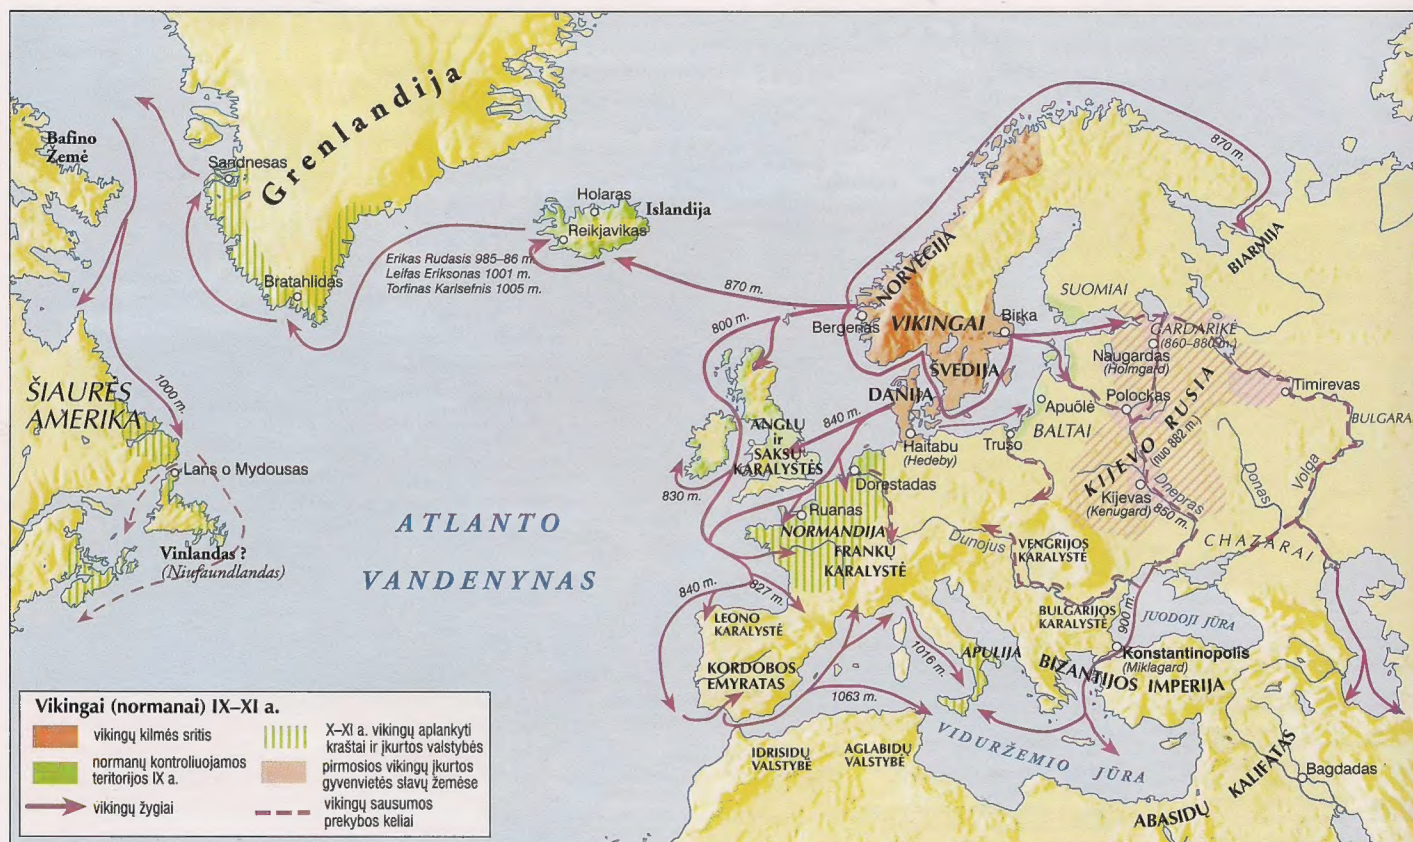 Grenlandija
Bafino
Žemė
Sandnesas
Bratahlidas
Holaras
Islandija
Reikjavikas
Erikas Rudasis 985–86 m.
Leifas Eriksonas 1001 m.
Torfinas Karlsefnis 1005 m.
870 m.
870 m.
800 m.
NORVEGIJA
BIARMIJA
SUOMIAI
Bergenas
VIKINGAI
Birka
GARDARIKĖ
(860–880 m.)
Naugardas
(Holmgard)
ŠVEDIJA
DANIJA
ŠIAURĖS
AMERIKA
1000 m.
Lans o Mydousas
Vinlandas ?
(Niufaundlandas)
ATLANTO
VANDENYNAS
ANGLŲ
ir
SAKSŲ
KARALYSTĖS
840 m.
830 m.
Haitabu
(Hedeby)
Truso
Apuolė
BALTAI
Polockas
Timirevas
BULGARAI
KIJEVO RUSIA
(nuo 882 m.)
Kijevas
(Kenugard)
Dnepras
850 m.
Donas
Volga
CHAZARAI
Dorestadas
Ruanas
NORMANDIJA
FRANKŲ
KARALYSTĖ
Dunojus
VENGRIJOS
KARALYSTĖ
840 m.
827 m.
LEONO
KARALYSTĖ
KORDOBOS
EMYRATAS
1016 m.
APULIJA
BULGARIJOS
KARALYSTĖ
900 m.
JUODOJI JŪRA
Konstantinopolis
(Miklagard)
BIZANTIJOS IMPERIJA
1063 m.
IDRISIDŲ
VALSTYBĖ
AGLABIDŲ
VALSTYBĖ
VIDURŽEMIO JŪRA
Bagdadas
ABASIDŲ KALIFATAS
Vikingai (normanai) IX–XI a.
vikingų kilmės sritis
normanų kontroliuojamos
teritorijos IX a.
vikingų žygiai
X–XI a. vikingų aplankyti
kraštai ir įkurtos valstybės
pirmosios vikingų įkurtos
gyvenvietės slavų žemėse
vikingų sausumos
prekybos keliai